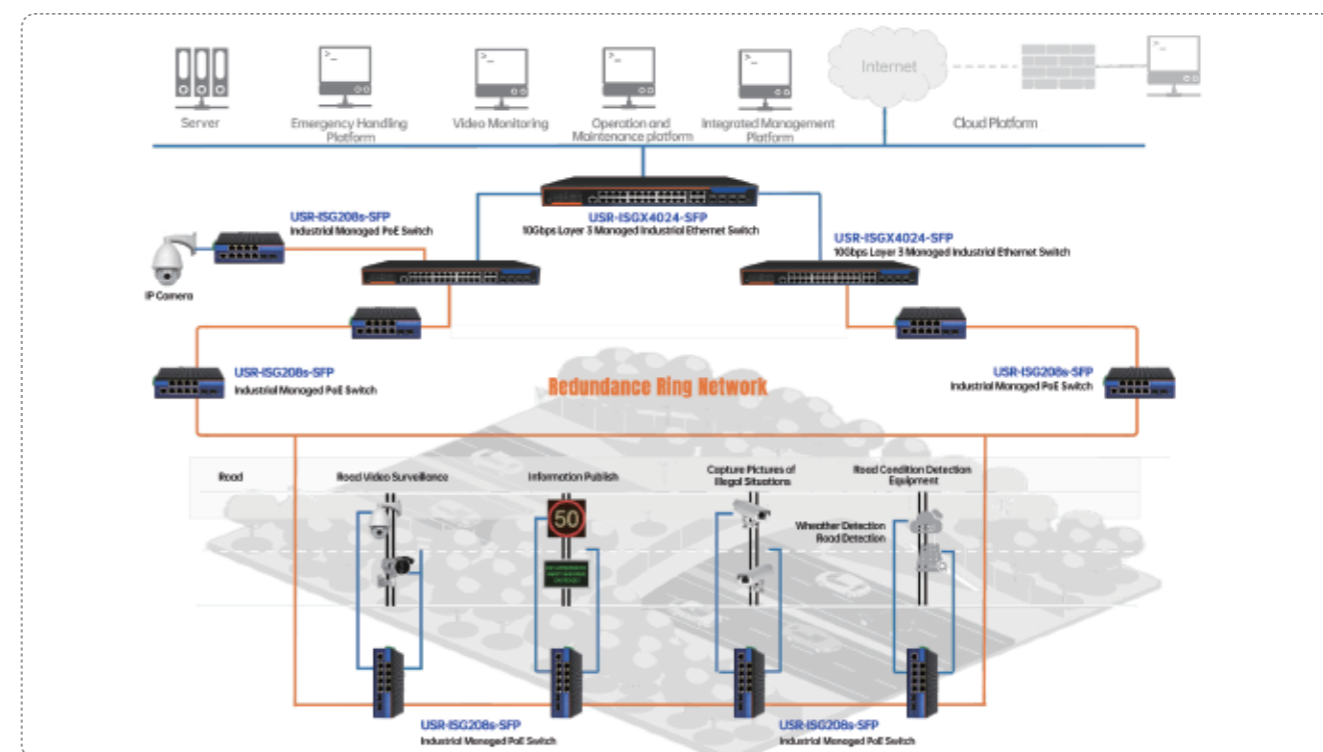 Internet
Server
Emergency Handling
Platform
Video Monitoring
Operation and
Maintenance platform
Integrated Management
Platform
Cloud Platform
USR-ISG208s-SFP
Industrial Managed PoE Switch
USR-ISGX4024-SFP
10Gbps Layer 3 Managed Industrial Ethernet Switch
USR-ISGX4024-SFP
10Gbps Layer 3 Managed Industrial Ethernet Switch
IP Camera
USR-ISG208s-SFP
Industrial Managed PoE Switch
Redundance Ring Network
USR-ISG208s-SFP
Industrial Managed PoE Switch
Road
Road Video Surveillance
Information Publish
Capture Pictures of
Illegal Situations
Road Condition Detection
Equipment
50
Wheather Detection
Road Detection
USR-ISG208s-SFP
Industrial Managed PoE Switch
USR-ISG208s-SFP
Industrial Managed PoE Switch